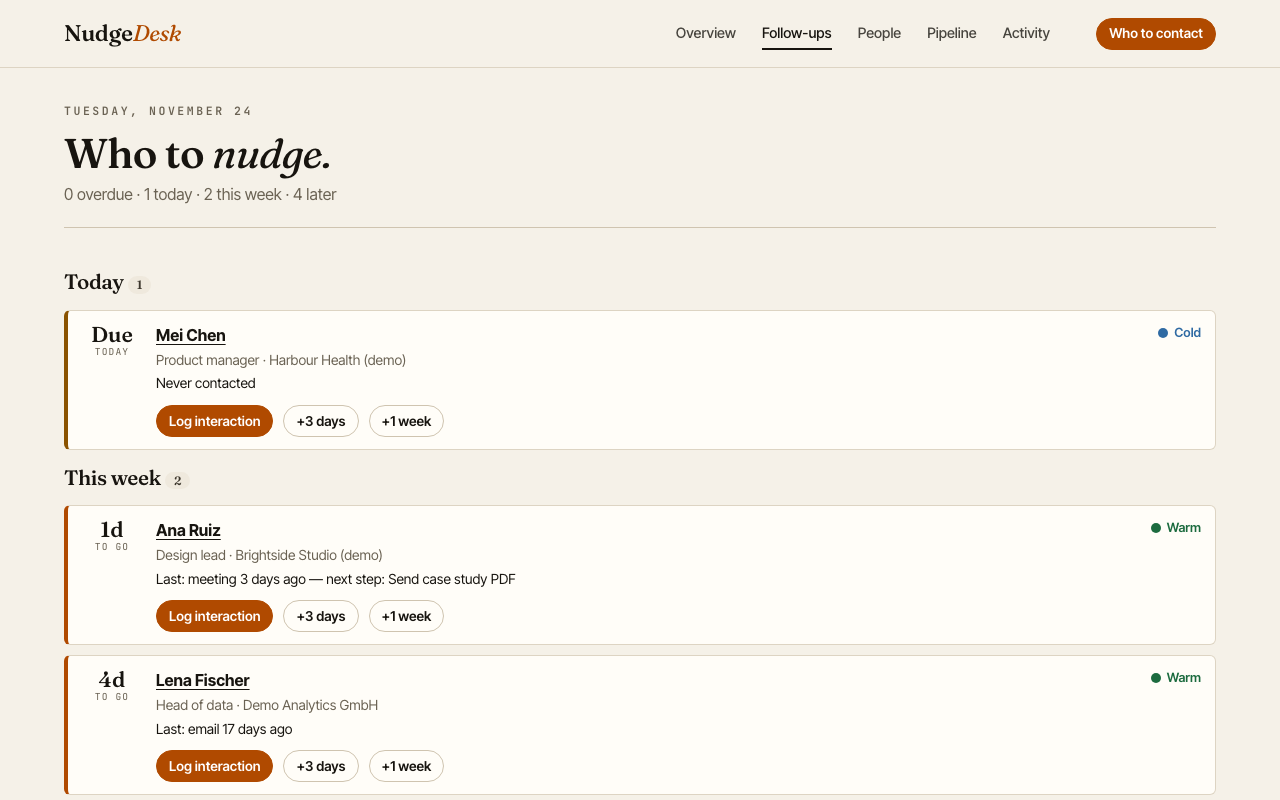 NudgeDesk
Overview Follow-ups People Pipeline Activity Who to contact
TUESDAY, NOVEMBER 24
Who to nudge.
0 overdue · 1 today · 2 this week · 4 later
Today 1
Due
TODAY
Mei Chen
Cold
Product manager · Harbour Health (demo)
Never contacted
Log interaction +3 days +1 week
This week 2
1d
TO GO
Ana Ruiz
Warm
Design lead · Brightside Studio (demo)
Last: meeting 3 days ago — next step: Send case study PDF
Log interaction +3 days +1 week
4d
TO GO
Lena Fischer
Warm
Head of data · Demo Analytics GmbH
Last: email 17 days ago
Log interaction +3 days +1 week